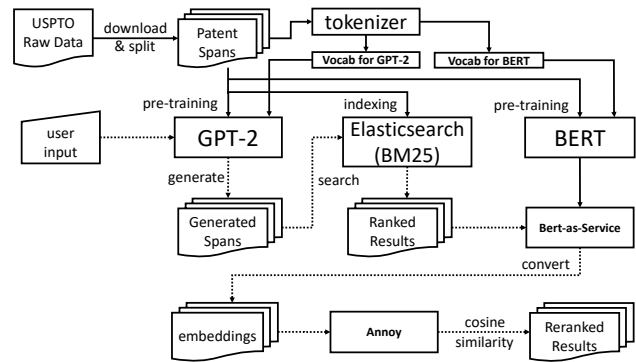 USPTO
Raw Data
download
& split
Patent
Spans
tokenizer
Vocab for GPT-2
Vocab for BERT
pre-training
indexing
pre-training
user
input
GPT-2
Elasticsearch
(BM25)
BERT
generate
search
Generated
Spans
Ranked
Results
Bert-as-Service
convert
embeddings
Annoy
cosine
similarity
Reranked
Results